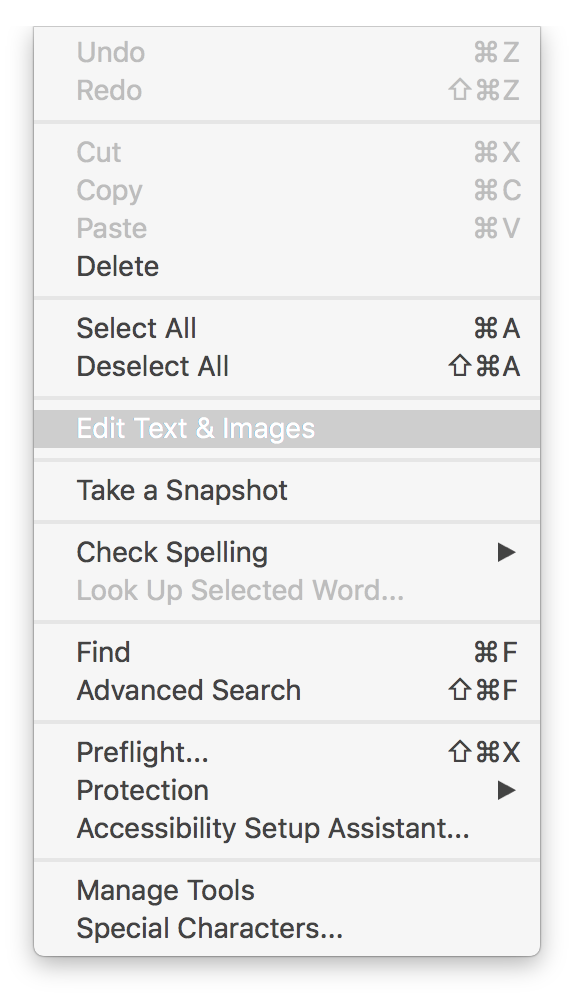 Undo ⌘Z
Redo ⇧⌘Z
Cut ⌘X
Copy ⌘C
Paste ⌘V
Delete
Select All ⌘A
Deselect All ⇧⌘A
Edit Text & Images
Take a Snapshot
Check Spelling ▶
Look Up Selected Word...
Find ⌘F
Advanced Search ⇧⌘F
Preflight... ⇧⌘X
Protection ▶
Accessibility Setup Assistant...
Manage Tools
Special Characters...